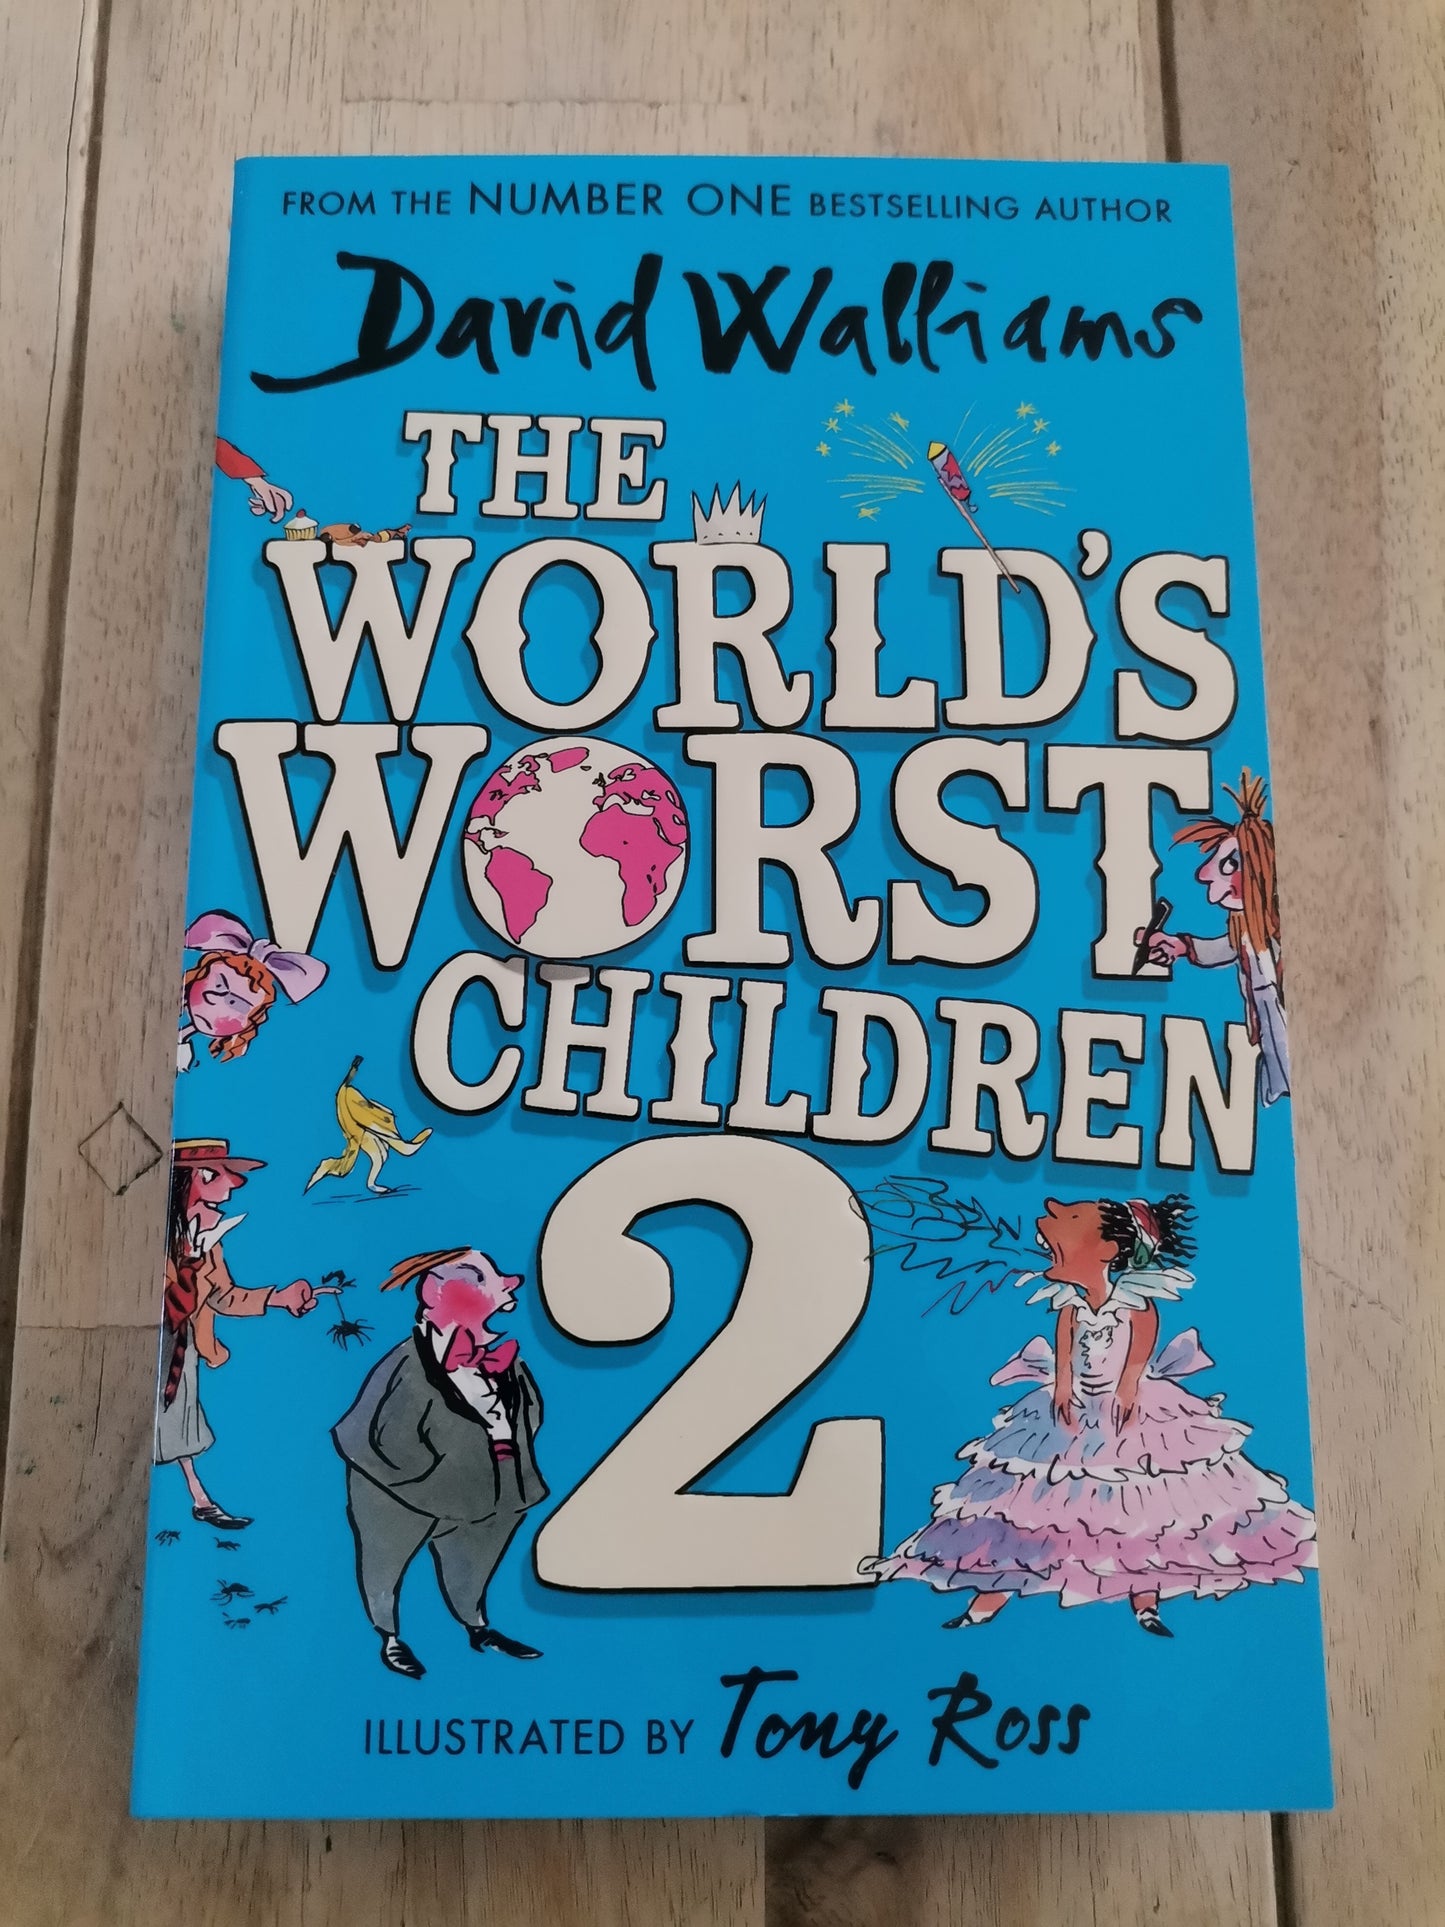 FROM THE NUMBER ONE BESTSELLING AUTHOR
David Walliams
THE
WORLD'S
WORST
CHILDREN
2
ILLUSTRATED BY Tony Ross